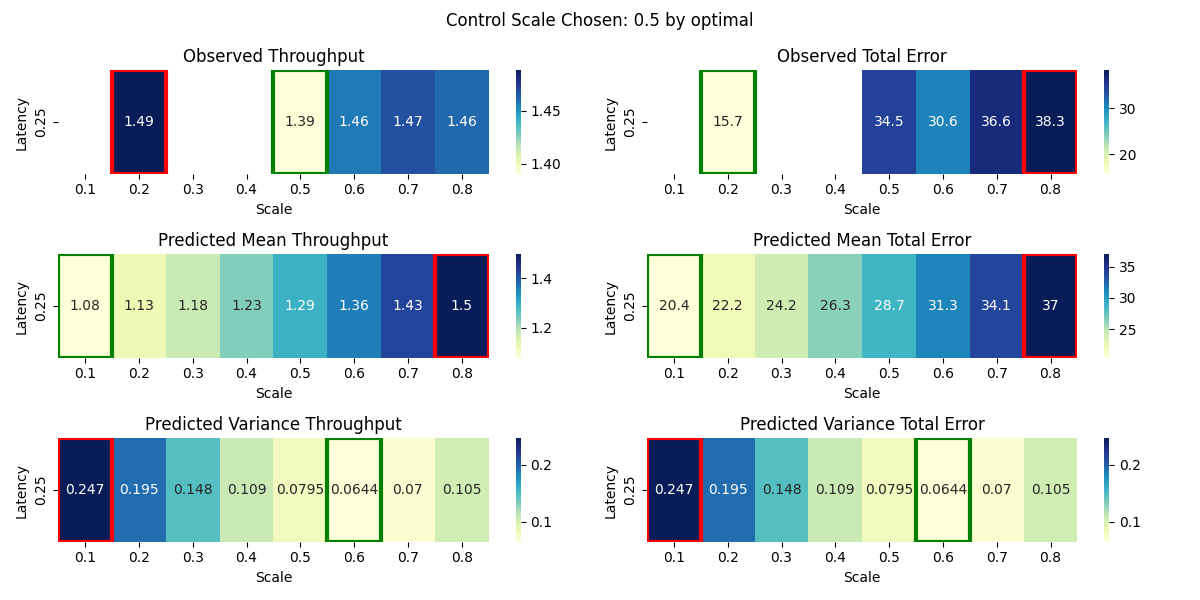 Control Scale Chosen: 0.5 by optimal
Observed Throughput
Latency
0.25
1.49 1.39 1.46 1.47 1.46
0.1 0.2 0.3 0.4 0.5 0.6 0.7 0.8
Scale
1.45
1.40
Observed Total Error
Latency
0.25
15.7 34.5 30.6 36.6 38.3
0.1 0.2 0.3 0.4 0.5 0.6 0.7 0.8
Scale
30
20
Predicted Mean Throughput
Latency
0.25
1.08 1.13 1.18 1.23 1.29 1.36 1.43 1.5
0.1 0.2 0.3 0.4 0.5 0.6 0.7 0.8
Scale
1.4
1.2
Predicted Mean Total Error
Latency
0.25
20.4 22.2 24.2 26.3 28.7 31.3 34.1 37
0.1 0.2 0.3 0.4 0.5 0.6 0.7 0.8
Scale
35
30
25
Predicted Variance Throughput
Latency
0.25
0.247 0.195 0.148 0.109 0.0795 0.0644 0.07 0.105
0.1 0.2 0.3 0.4 0.5 0.6 0.7 0.8
Scale
0.2
0.1
Predicted Variance Total Error
Latency
0.25
0.247 0.195 0.148 0.109 0.0795 0.0644 0.07 0.105
0.1 0.2 0.3 0.4 0.5 0.6 0.7 0.8
Scale
0.2
0.1